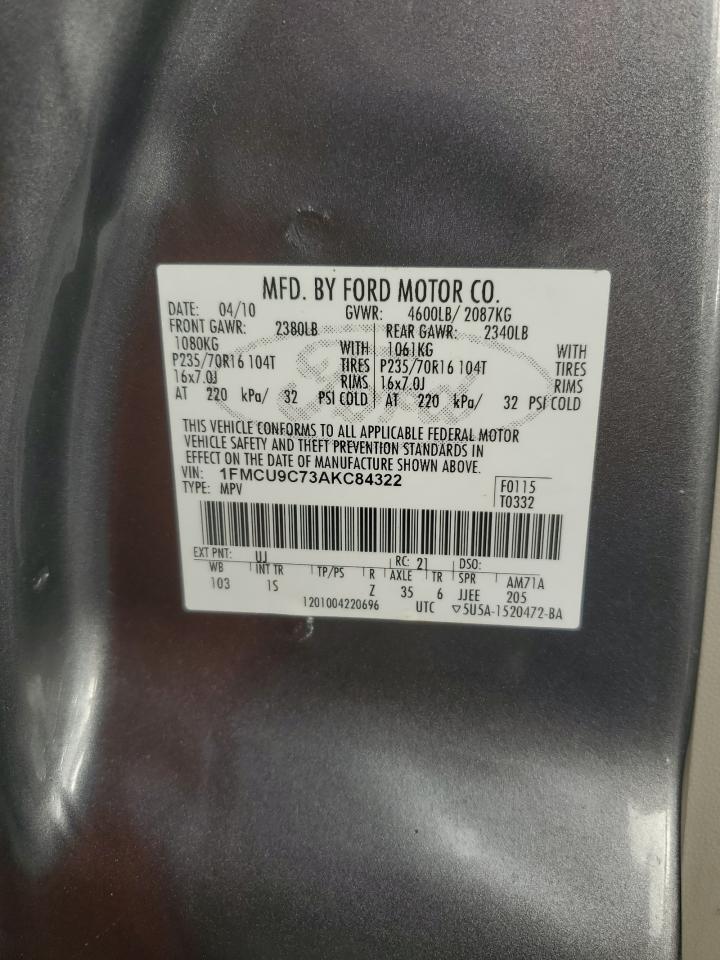 MFD. BY FORD MOTOR CO.
DATE: 04/10 GVWR: 4600LB/ 2087KG
FRONT GAWR: 2380LB REAR GAWR: 2340LB
1080KG WITH 1061KG WITH
P235/70R16 104T TIRES P235/70R16 104T TIRES
16x7.0J RIMS 16x7.0J RIMS
AT 220 kPa/ 32 PSI COLD AT 220 kPa/ 32 PSI COLD
Ford
THIS VEHICLE CONFORMS TO ALL APPLICABLE FEDERAL MOTOR
VEHICLE SAFETY AND THEFT PREVENTION STANDARDS IN
EFFECT ON THE DATE OF MANUFACTURE SHOWN ABOVE.
VIN: 1FMCU9C73AKC84322
TYPE: MPV
F0115
T0332
EXT PNT: UJ RC: 21 DSO:
WB INT TR TP/PS R AXLE TR SPR AM71A
103 1S Z 35 6 JJEE 205
1201004220696 UTC ▽5U5A-1520472-BA